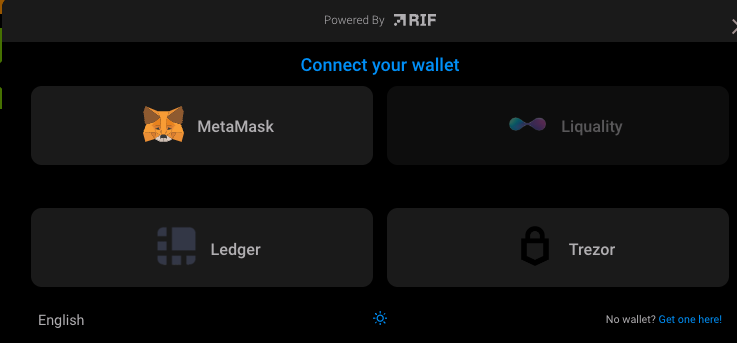 Powered By RIF
Connect your wallet
MetaMask
Liquality
Ledger
Trezor
English
No wallet? Get one here!